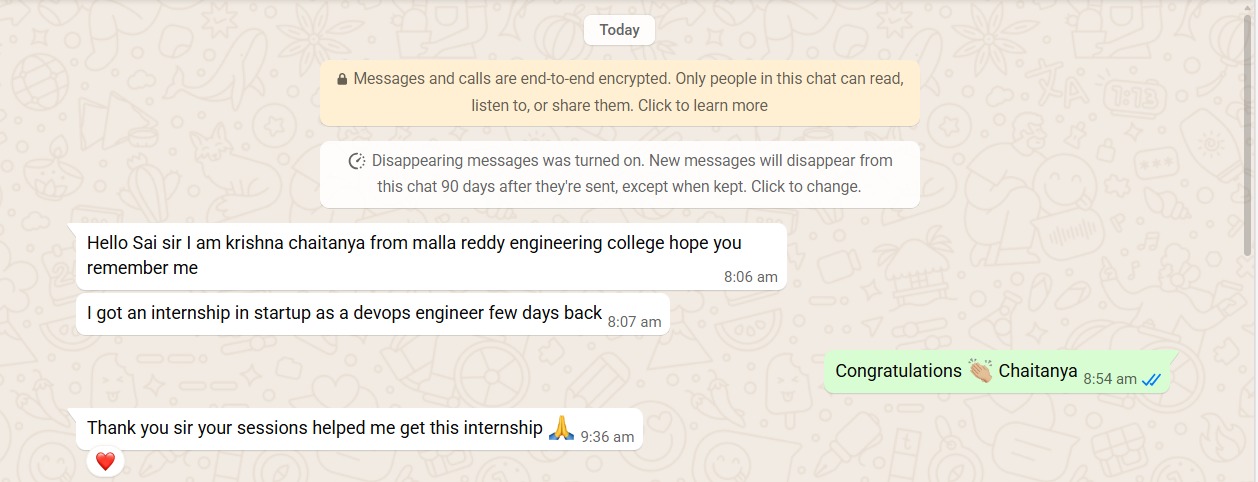 Today
Messages and calls are end-to-end encrypted. Only people in this chat can read,
listen to, or share them. Click to learn more
Disappearing messages was turned on. New messages will disappear from
this chat 90 days after they're sent, except when kept. Click to change.
Hello Sai sir I am krishna chaitanya from malla reddy engineering college hope you
remember me
8:06 am
I got an internship in startup as a devops engineer few days back 8:07 am
Congratulations 👏🏼 Chaitanya 8:54 am
Thank you sir your sessions helped me get this internship 🙏 9:36 am
❤️